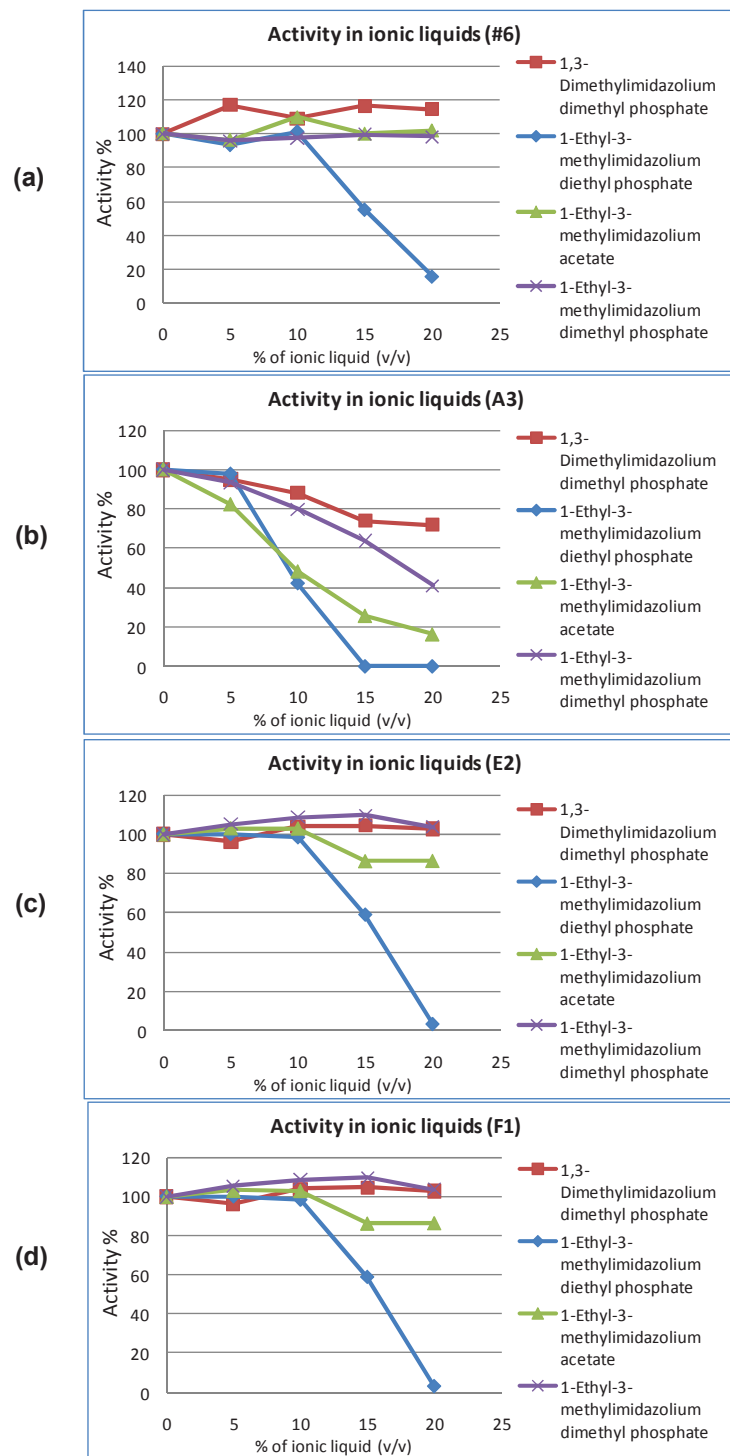 (a)
Activity in ionic liquids (#6)
Activity %
140
120
100
80
60
40
20
0
0 5 10 15 20 25
% of ionic liquid (v/v)
1,3-
Dimethylimidazolium
dimethyl phosphate
1-Ethyl-3-
methylimidazolium
diethyl phosphate
1-Ethyl-3-
methylimidazolium
acetate
1-Ethyl-3-
methylimidazolium
dimethyl phosphate
(b)
Activity in ionic liquids (A3)
Activity %
120
100
80
60
40
20
0
0 5 10 15 20 25
% of ionic liquid (v/v)
1,3-
Dimethylimidazolium
dimethyl phosphate
1-Ethyl-3-
methylimidazolium
diethyl phosphate
1-Ethyl-3-
methylimidazolium
acetate
1-Ethyl-3-
methylimidazolium
dimethyl phosphate
(c)
Activity in ionic liquids (E2)
Activity %
120
100
80
60
40
20
0
0 5 10 15 20 25
% of ionic liquid (v/v)
1,3-
Dimethylimidazolium
dimethyl phosphate
1-Ethyl-3-
methylimidazolium
diethyl phosphate
1-Ethyl-3-
methylimidazolium
acetate
1-Ethyl-3-
methylimidazolium
dimethyl phosphate
(d)
Activity in ionic liquids (F1)
Activity %
120
100
80
60
40
20
0
0 5 10 15 20 25
% of ionic liquid (v/v)
1,3-
Dimethylimidazolium
dimethyl phosphate
1-Ethyl-3-
methylimidazolium
diethyl phosphate
1-Ethyl-3-
methylimidazolium
acetate
1-Ethyl-3-
methylimidazolium
dimethyl phosphate